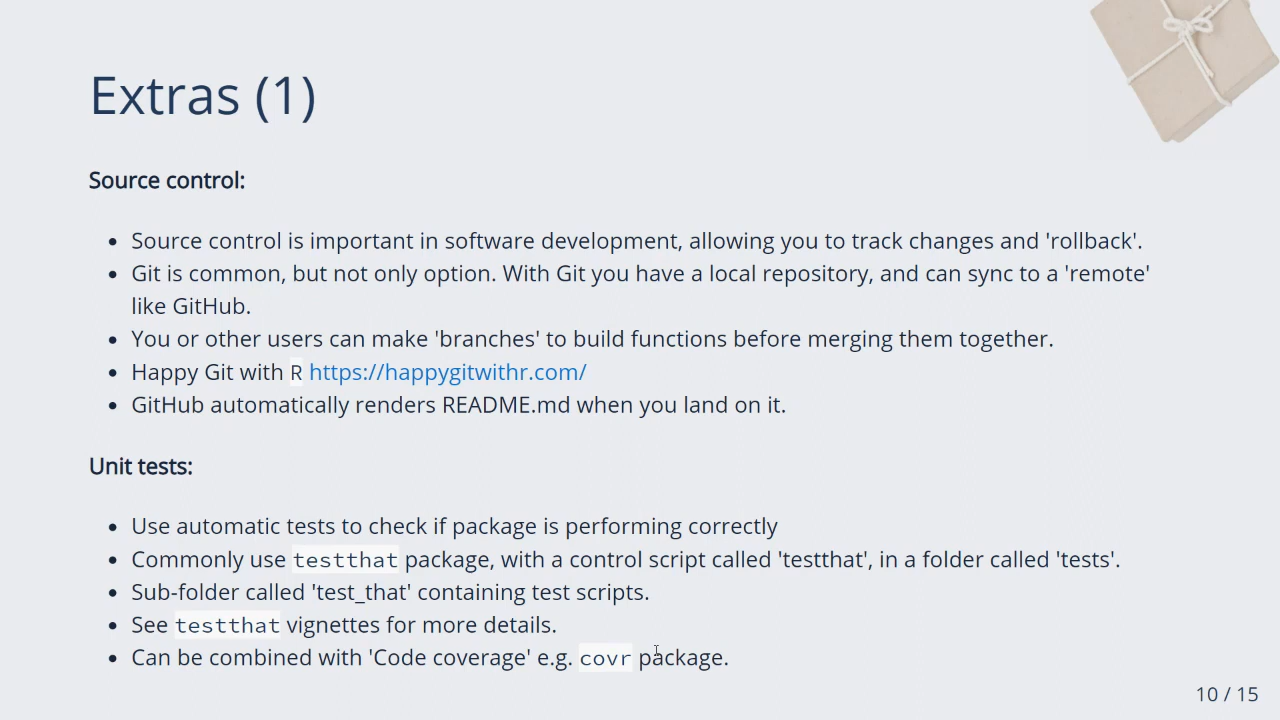 Extras (1)
Source control:
Source control is important in software development, allowing you to track changes and 'rollback'.
Git is common, but not only option. With Git you have a local repository, and can sync to a 'remote'
like GitHub.
You or other users can make 'branches' to build functions before merging them together.
Happy Git with R https://happygitwithr.com/
GitHub automatically renders README.md when you land on it.
Unit tests:
Use automatic tests to check if package is performing correctly
Commonly use testthat package, with a control script called 'testthat', in a folder called 'tests'.
Sub-folder called 'test_that' containing test scripts.
See testthat vignettes for more details.
Can be combined with 'Code coverage' e.g. covr package.
10 / 15